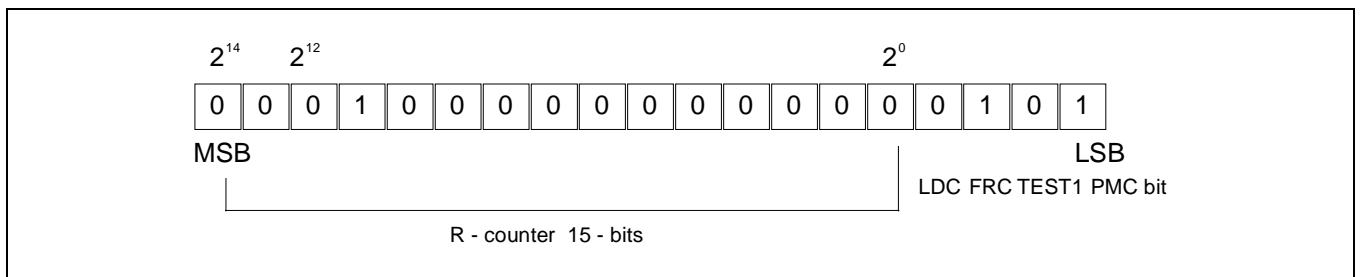 2^14 2^12 2^0
0 0 0 1 0 0 0 0 0 0 0 0 0 0 0 0 1 0 1
MSB LSB
LDC FRC TEST1 PMC bit
R - counter 15 - bits